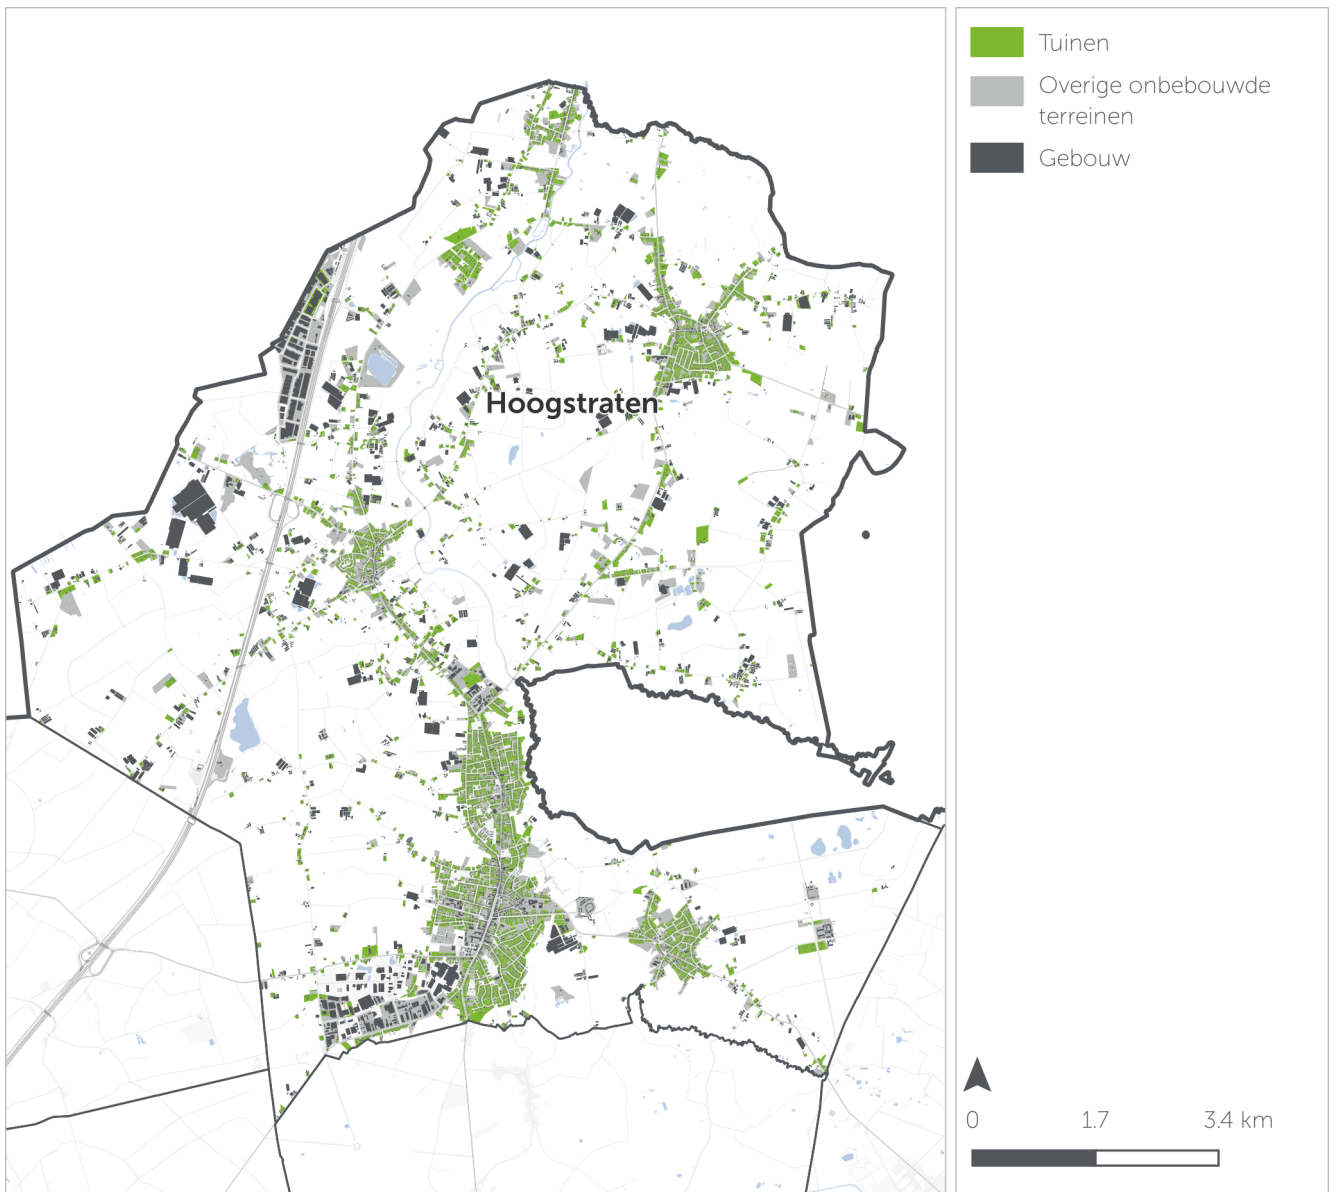 Tuinen
Overige onbebouwde
terreinen
Gebouw
Hoogstraten
0 1.7 3.4 km